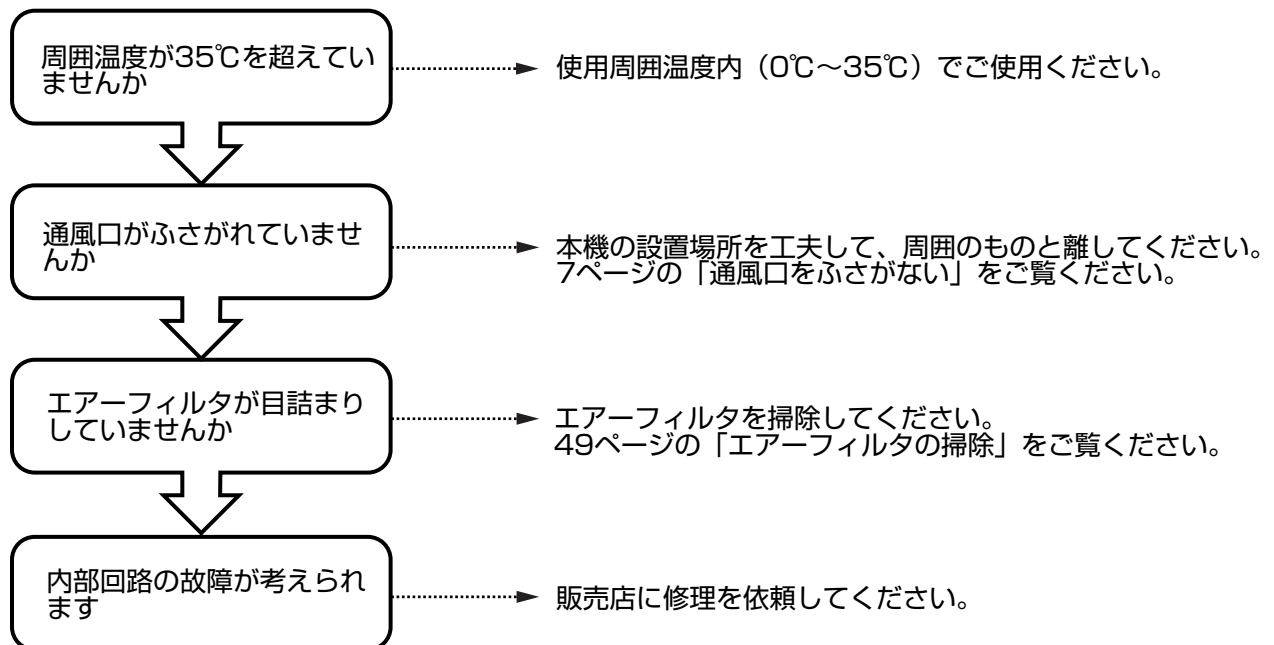 周囲温度が35℃を超えてい
ませんか
使用周囲温度内（0℃～35℃）でご使用ください。
通風口がふさがれていませ
んか
本機の設置場所を工夫して、周囲のものと離してください。
7ページの「通風口をふさがない」をご覧ください。
エアーフィルタが目詰まり
していませんか
エアーフィルタを掃除してください。
49ページの「エアーフィルタの掃除」をご覧ください。
内部回路の故障が考えられ
ます
販売店に修理を依頼してください。